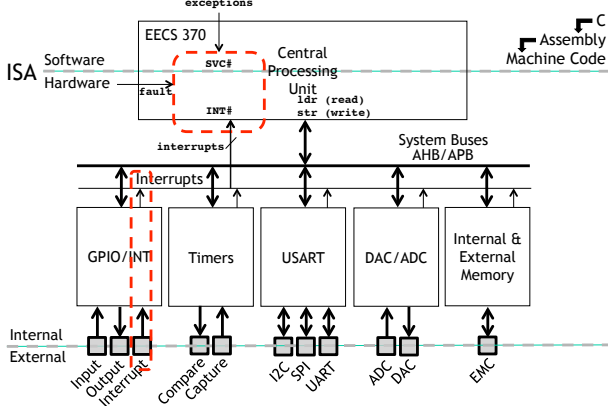 exceptions
EECS 370
C
Assembly
Machine Code
Software
ISA
Hardware
SVC#
fault
INT#
Central
Processing
Unit
ldr (read)
str (write)
interrupts
System Buses
AHB/APB
Interrupts
GPIO/INT
Timers
USART
DAC/ADC
Internal &
External
Memory
Internal
External
Input
Output
Interrupt
Compare
Capture
I2C
SPI
UART
ADC
DAC
EMC